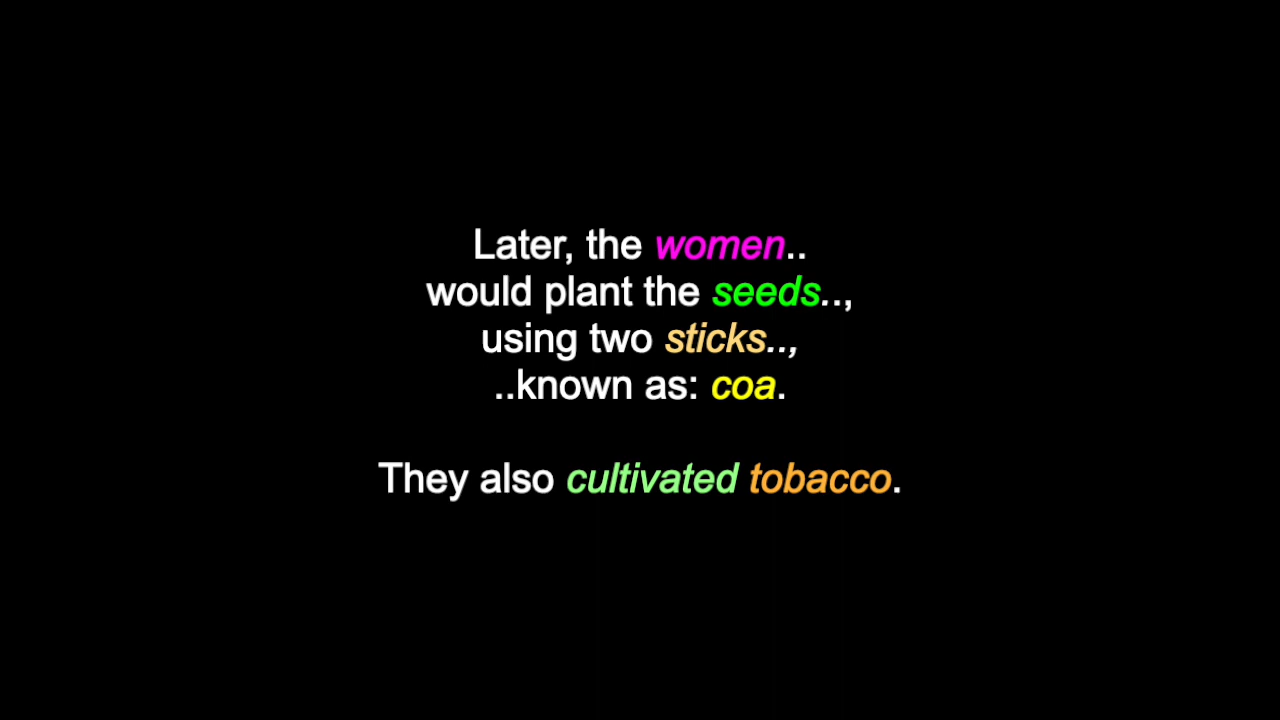 Later, the women..
would plant the seeds..,
using two sticks..,
..known as: coa.
They also cultivated tobacco.